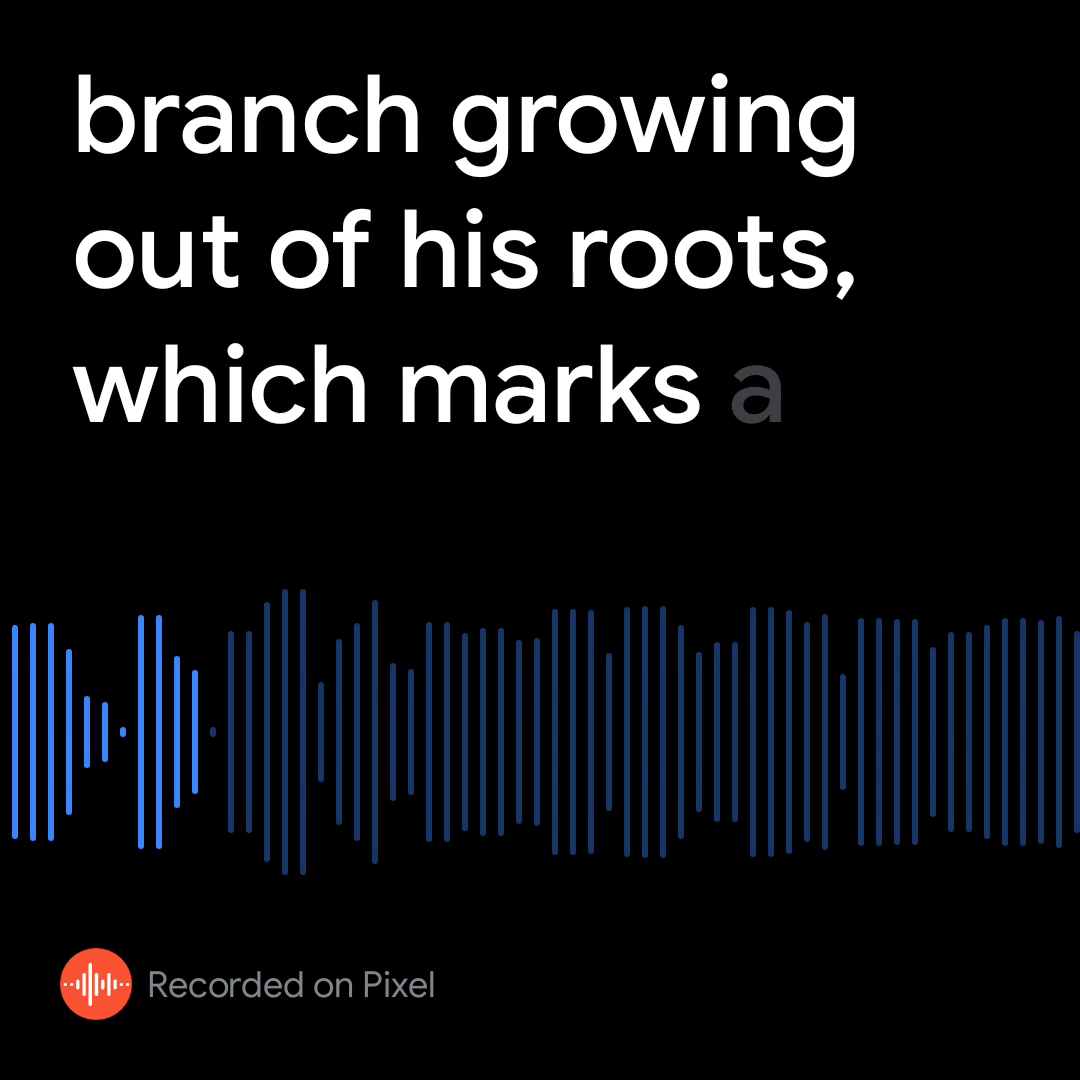 branch growing
out of his roots,
which marks a
Recorded on Pixel